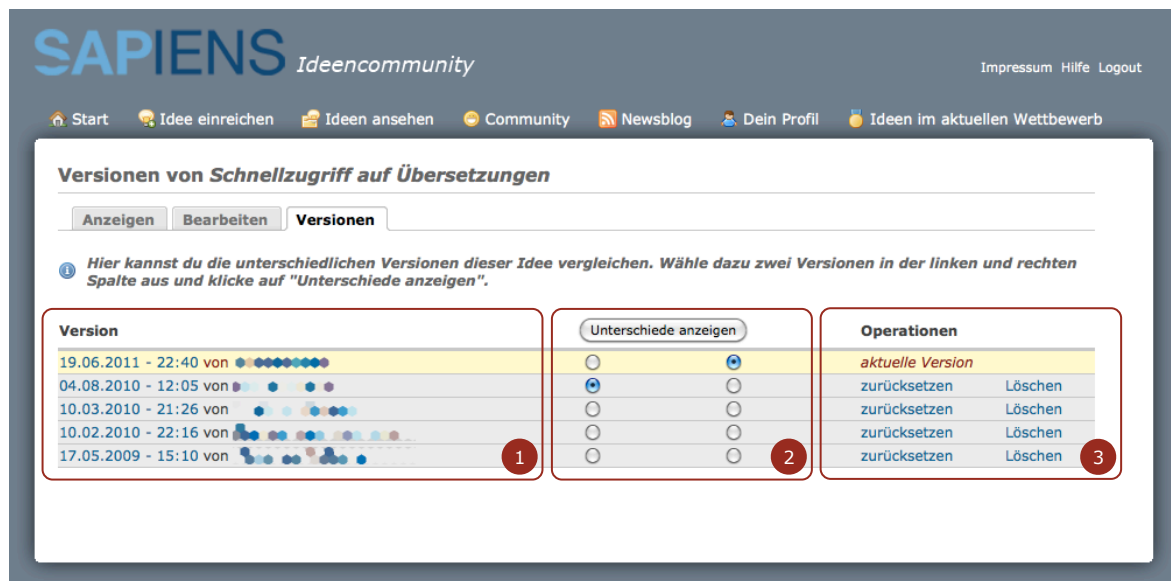 SAPIENS Ideencommunity
Impressum Hilfe Logout
Start Idee einreichen Ideen ansehen Community Newsblog Dein Profil Ideen im aktuellen Wettbewerb
Versionen von Schnellzugriff auf Übersetzungen
Anzeigen Bearbeiten Versionen
Hier kannst du die unterschiedlichen Versionen dieser Idee vergleichen. Wähle dazu zwei Versionen in der linken und rechten
Spalte aus und klicke auf "Unterschiede anzeigen".
Version Unterschiede anzeigen Operationen
19.06.2011 - 22:40 von aktuelle Version
04.08.2010 - 12:05 von zurücksetzen Löschen
10.03.2010 - 21:26 von zurücksetzen Löschen
10.02.2010 - 22:16 von zurücksetzen Löschen
17.05.2009 - 15:10 von zurücksetzen Löschen
1 2 3